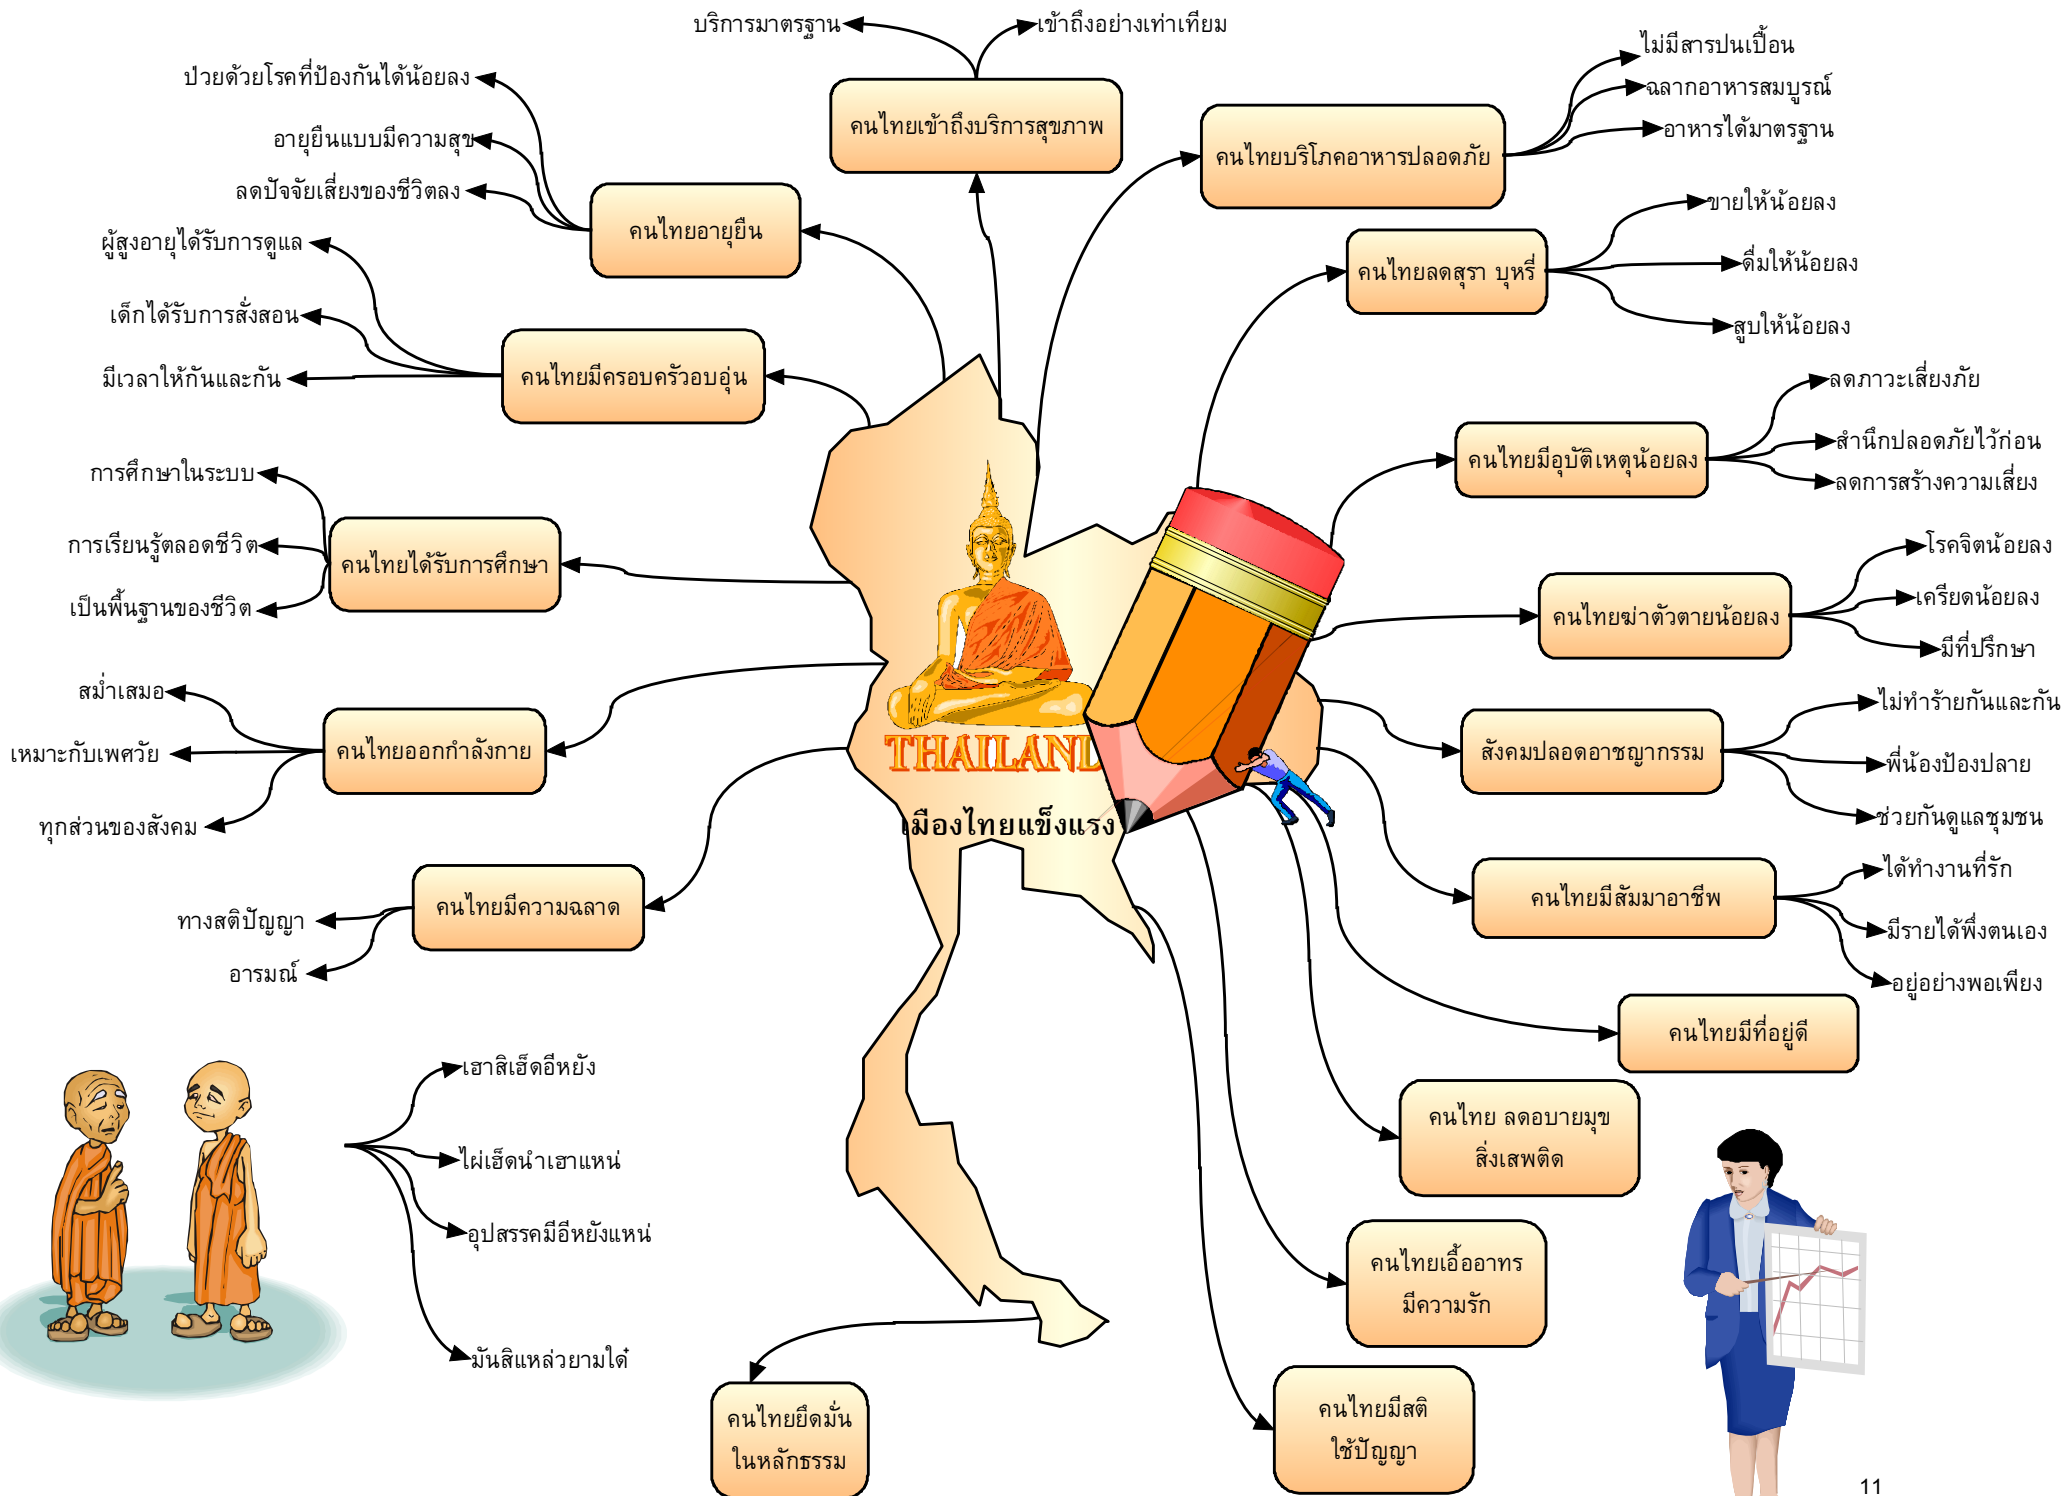 บริการมาตรฐาน
เข้าถึงอย่างเท่าเทียม
คนไทยเข้าถึงบริการสุขภาพ
ไม่มีสารปนเปื้อน
ฉลากอาหารสมบูรณ์
อาหารได้มาตรฐาน
คนไทยบริโภคอาหารปลอดภัย
ป่วยด้วยโรคที่ป้องกันได้น้อยลง
อายุยืนแบบมีความสุข
ลดปัจจัยเสี่ยงของชีวิตลง
คนไทยอายุยืน
ขายให้น้อยลง
ดื่มให้น้อยลง
สูบให้น้อยลง
คนไทยลดสุรา บุหรี่
ผู้สูงอายุได้รับการดูแล
เด็กได้รับการสั่งสอน
มีเวลาให้กันและกัน
คนไทยมีครอบครัวอบอุ่น
ลดภาวะเสี่ยงภัย
สำนึกปลอดภัยไว้ก่อน
ลดการสร้างความเสี่ยง
คนไทยมีอุบัติเหตุน้อยลง
การศึกษาในระบบ
การเรียนรู้ตลอดชีวิต
เป็นพื้นฐานของชีวิต
คนไทยได้รับการศึกษา
โรคจิตน้อยลง
เครียดน้อยลง
มีที่ปรึกษา
คนไทยฆ่าตัวตายน้อยลง
สม่ำเสมอ
เหมาะกับเพศวัย
ทุกส่วนของสังคม
คนไทยออกกำลังกาย
THAILAND
เมืองไทยแข็งแรง
ไม่ทำร้ายกันและกัน
พี่น้องป้องปลาย
ช่วยกันดูแลชุมชน
สังคมปลอดอาชญากรรม
ทางสติปัญญา
อารมณ์
คนไทยมีความฉลาด
ได้ทำงานที่รัก
มีรายได้พึ่งตนเอง
อยู่อย่างพอเพียง
คนไทยมีสัมมาอาชีพ
คนไทยมีที่อยู่ดี
คนไทย ลดอบายมุข
สิ่งเสพติด
คนไทยเอื้ออาทร
มีความรัก
คนไทยมีสติ
ใช้ปัญญา
คนไทยยึดมั่น
ในหลักธรรม
เฮาสิเฮ็ดอีหยัง
ไผ่เฮ็ดนำเฮาแหน่
อุปสรรคมีอีหยังแหน่
มันสิแหล่วยามใด๋
11